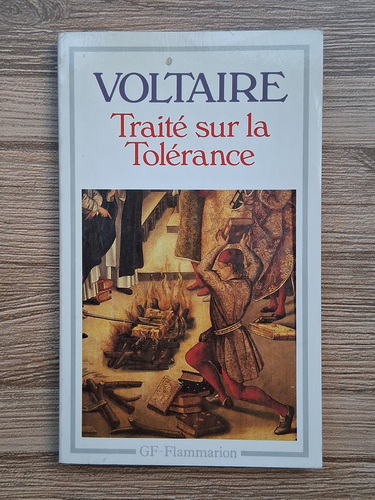 VOLTAIRE
Traité sur la
Tolérance
GF-Flammarion